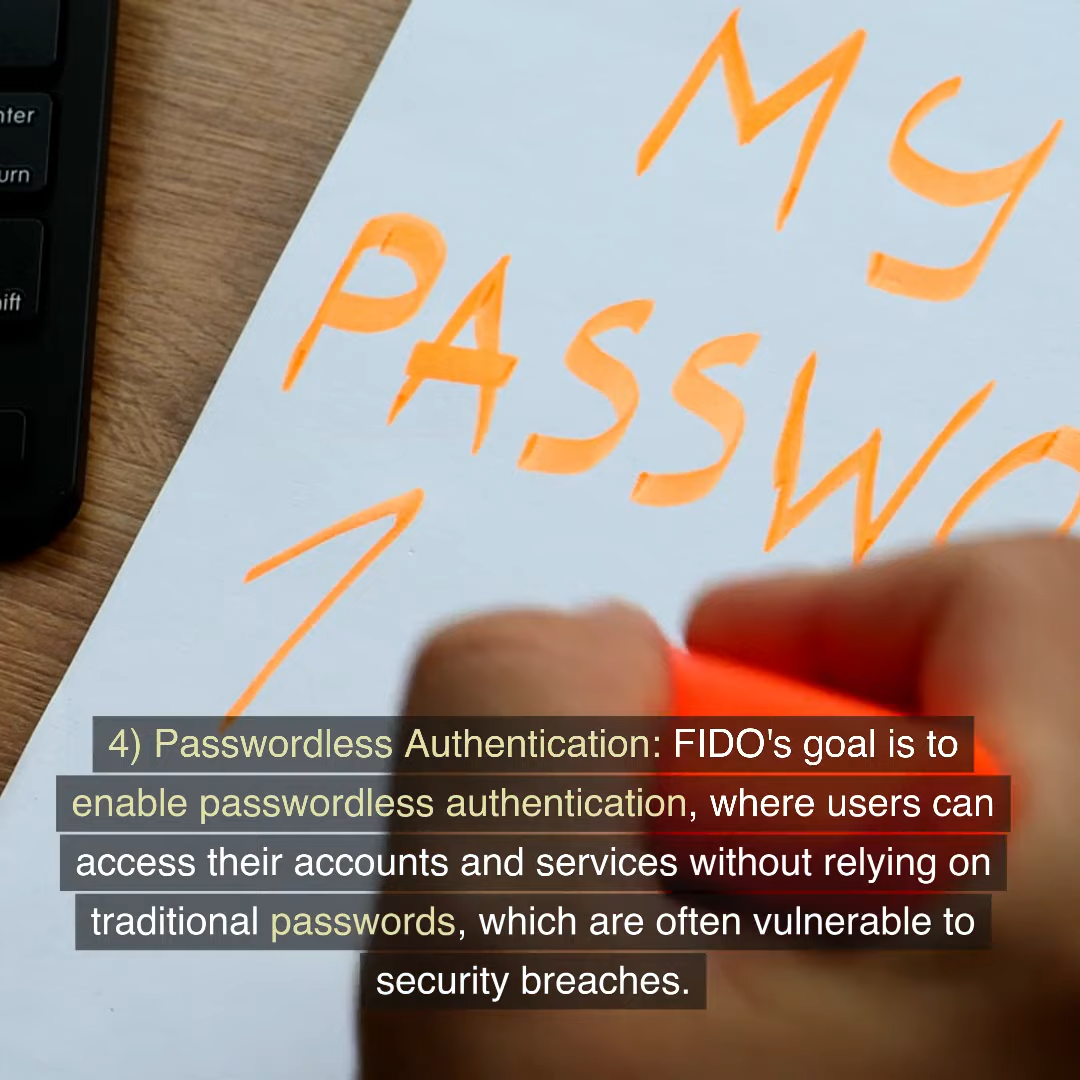 My
PASSWO
1
nter
urn
ift
4) Passwordless Authentication: FIDO's goal is to
enable passwordless authentication, where users can
access their accounts and services without relying on
traditional passwords, which are often vulnerable to
security breaches.